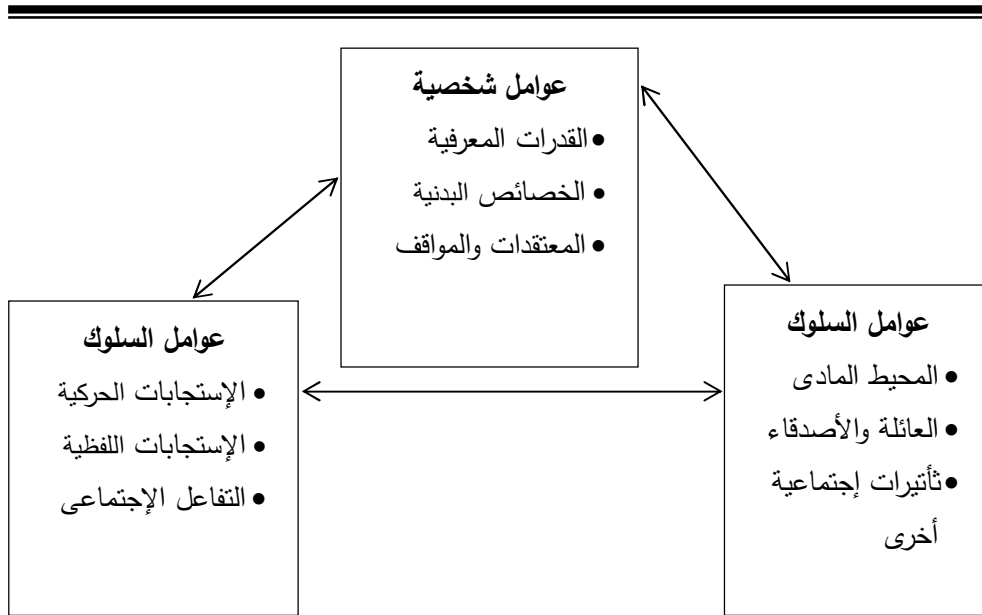 عوامل شخصية
• القدرات المعرفية
• الخصائص البدنية
• المعتقدات والمواقف
عوامل السلوك
• المحيط المادى
• العائلة والأصدقاء
• ثأتيرات إجتماعية
أخرى
عوامل السلوك
• الإستجابات الحركية
• الإستجابات اللفظية
• التفاعل الإجتماعى